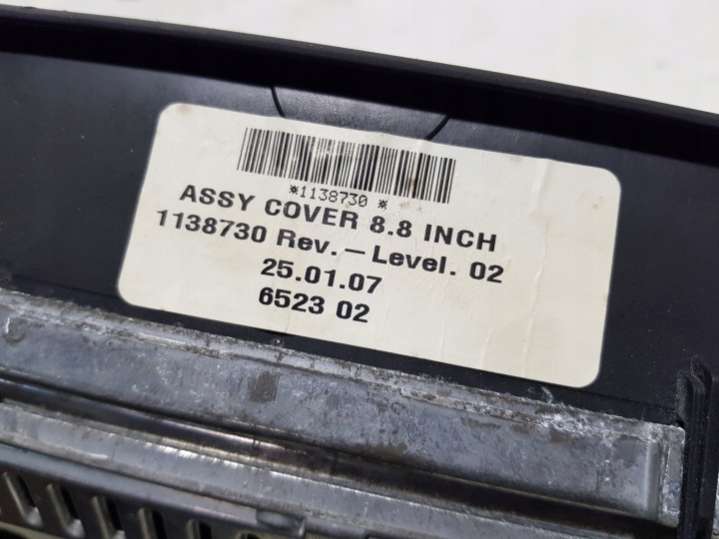 *1138730 *
ASSY COVER 8.8 INCH
1138730 Rev. – Level. 02
25.01.07
6523 02